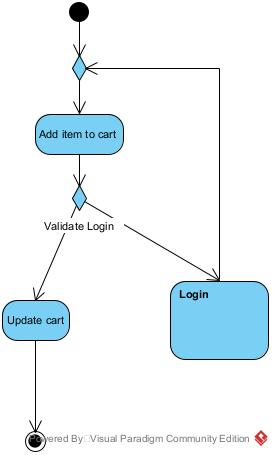 Add item to cart
Validate Login
Login
Update cart
Powered By Visual Paradigm Community Edition